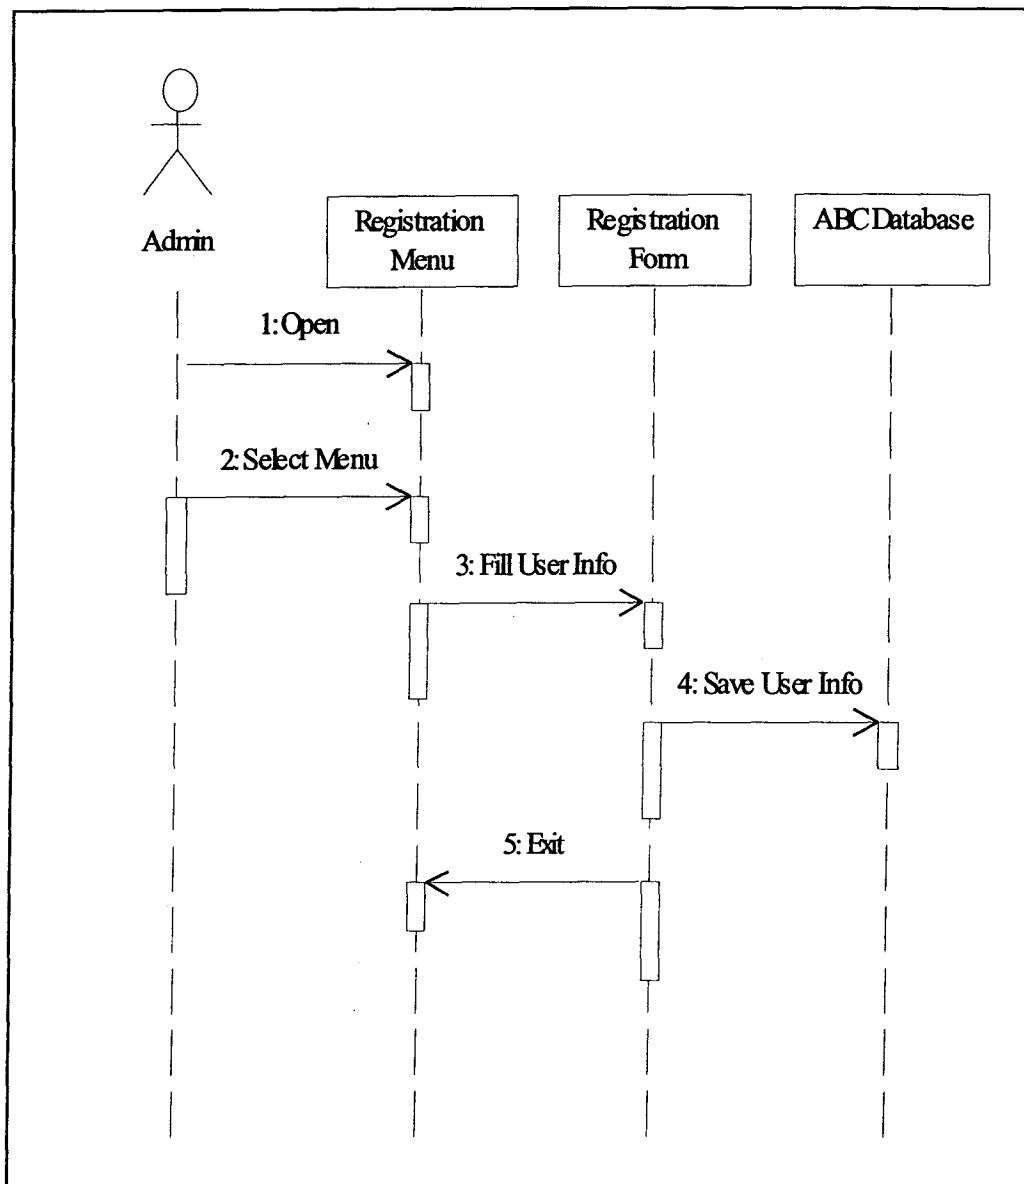 Admin
Registration
Menu
Registration
Form
ABC Database
1: Open
2: Select Menu
3: Fill User Info
4: Save User Info
5: Exit